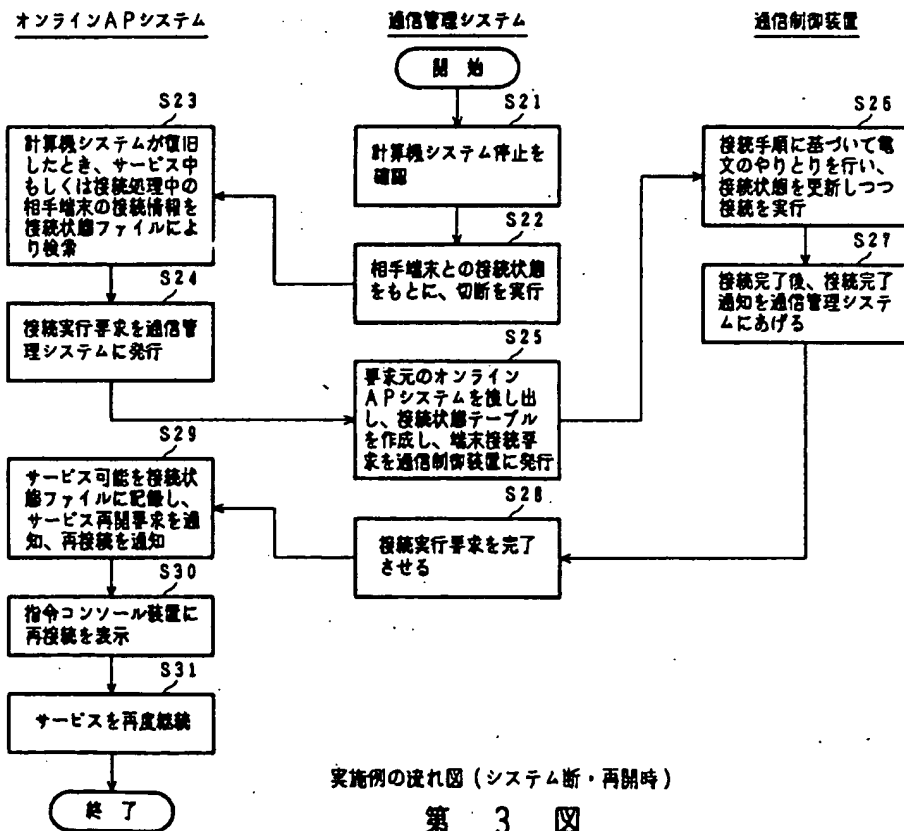 オンラインAPシステム
通信管理システム
通信制御装置
開始
S21
計算機システム停止を
確認
S22
相手端末との接続状態
をもとに、切断を実行
S23
計算機システムが復旧
したとき、サービス中
もしくは接続処理中の
相手端末の接続情報を
接続状態ファイルによ
り検索
S24
接続実行要求を通信管
理システムに発行
S25
要求元のオンライン
APシステムを捜し出
し、接続状態テーブル
を作成し、端末接続要
求を通信制御装置に発行
S26
接続手順に基づいて電
文のやりとりを行い、
接続状態を更新しつつ
接続を実行
S27
接続完了後、接続完了
通知を通信管理システ
ムにあげる
S28
接続実行要求を完了
させる
S29
サービス可能を接続状
態ファイルに記録し、
サービス再開要求を通
知、再接続を通知
S30
指令コンソール装置に
再接続を表示
S31
サービスを再度継続
終了
実施例の流れ図（システム断・再開時）
第 3 図